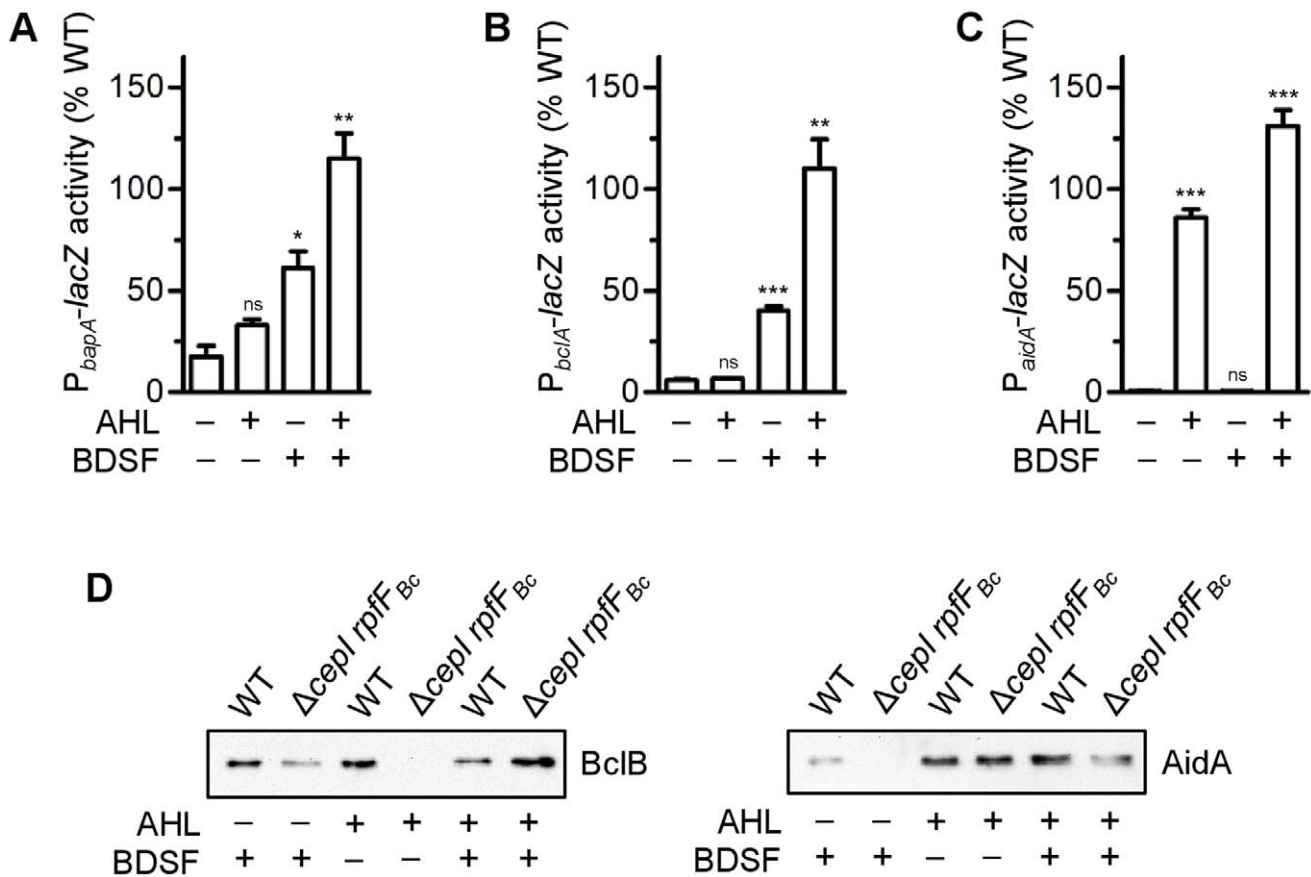 A
P_bapA-lacZ activity (% WT)
150
100
50
0
ns
*
**
AHL − + − +
BDSF − − + +
B
P_bclA-lacZ activity (% WT)
150
100
50
0
ns
***
**
AHL − + − +
BDSF − − + +
C
P_aidA-lacZ activity (% WT)
150
100
50
0
***
ns
***
AHL − + − +
BDSF − − + +
D
WT ΔcepI rpfF_Bc WT ΔcepI rpfF_Bc WT ΔcepI rpfF_Bc
BclB
AHL − − + + + +
BDSF + + − − + +
WT ΔcepI rpfF_Bc WT ΔcepI rpfF_Bc WT ΔcepI rpfF_Bc
AidA
AHL − − + + + +
BDSF + + − − + +